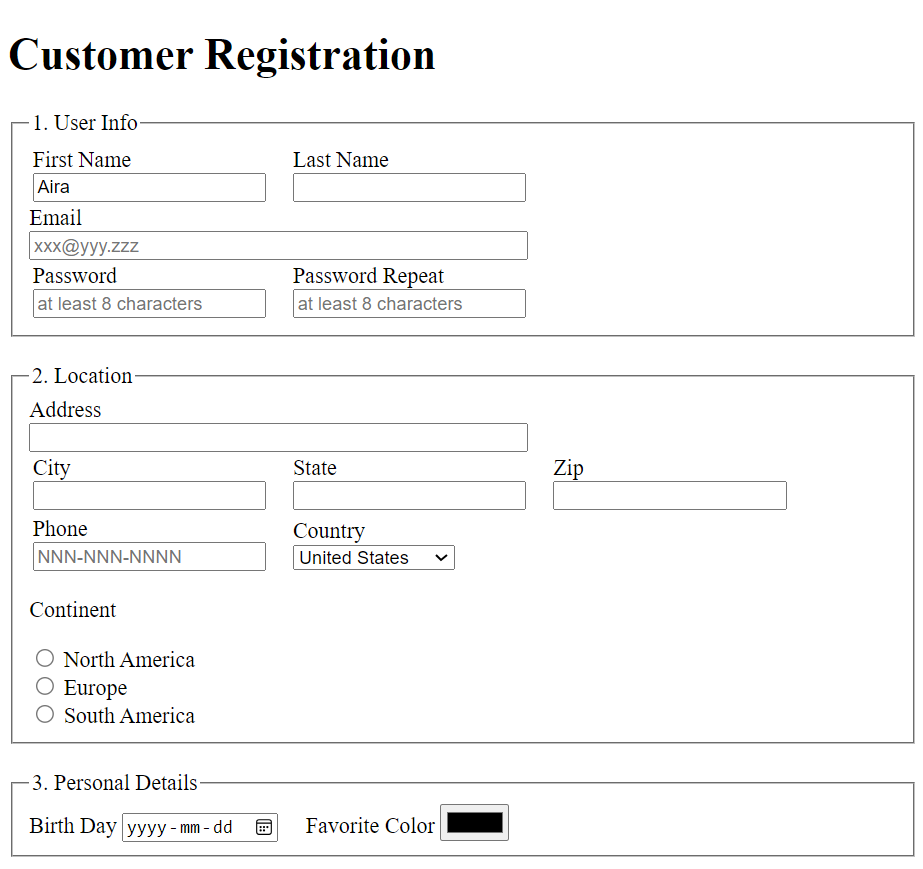 Customer Registration
1. User Info
First Name Last Name
Aira
Email
xxx@yyy.zzz
Password Password Repeat
at least 8 characters at least 8 characters
2. Location
Address
City State Zip
Phone Country
NNN-NNN-NNNN United States
Continent
North America
Europe
South America
3. Personal Details
Birth Day yyyy-mm-dd Favorite Color